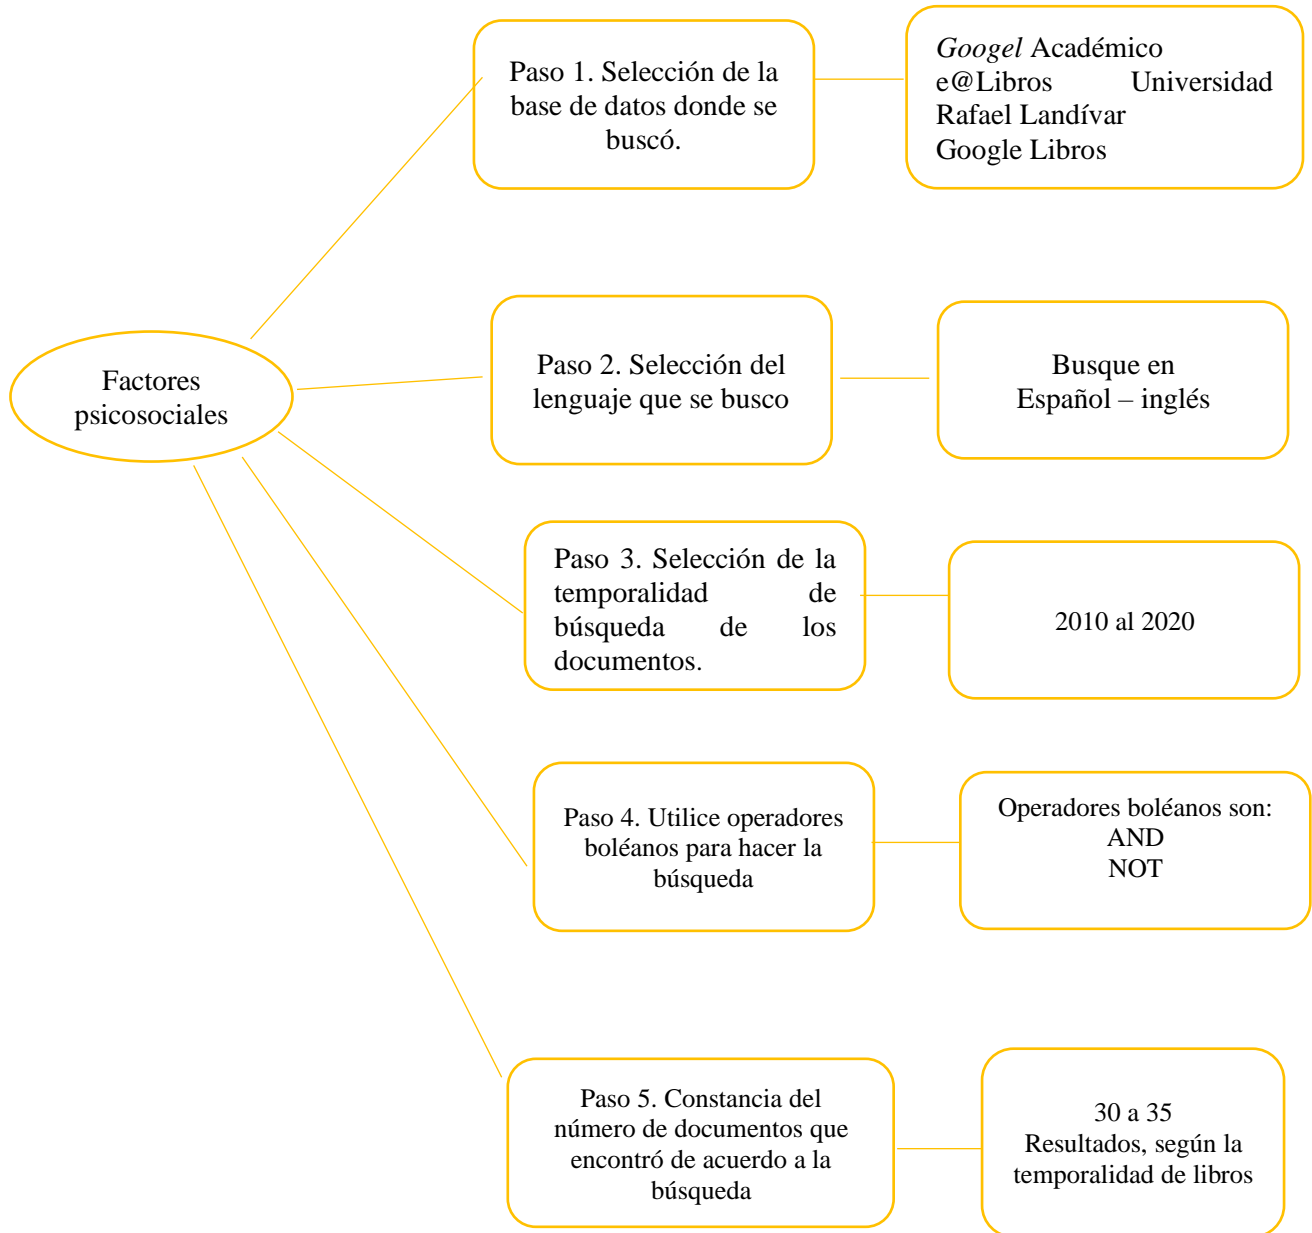 Paso 1. Selección de la
base de datos donde se
buscó.
Googel Académico
e@Libros Universidad
Rafael Landívar
Google Libros
Factores
psicosociales
Paso 2. Selección del
lenguaje que se busco
Busque en
Español – inglés
Paso 3. Selección de la
temporalidad de
búsqueda de los
documentos.
2010 al 2020
Paso 4. Utilice operadores
boléanos para hacer la
búsqueda
Operadores boléanos son:
AND
NOT
Paso 5. Constancia del
número de documentos que
encontró de acuerdo a la
búsqueda
30 a 35
Resultados, según la
temporalidad de libros